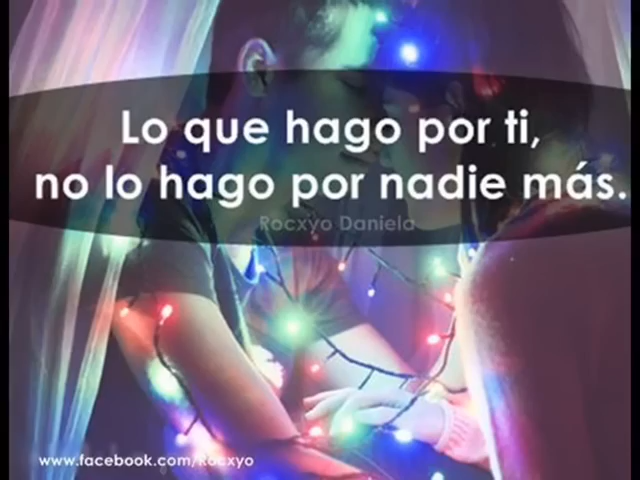 Lo que hago por ti,
no lo hago por nadie más.
Rocxyo Daniela
www.facebook.com/Rocxyo